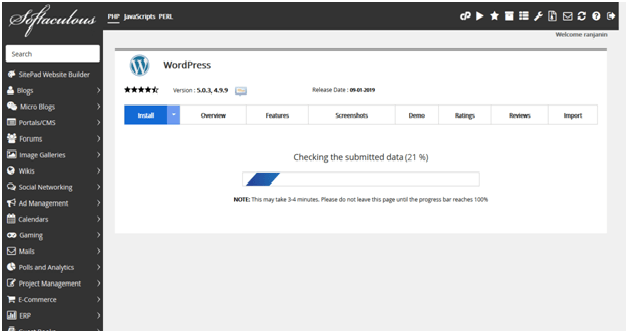 Softaculous
PHP JavaScripts PERL
Welcome ranjanin
Search
SitePad Website Builder
Blogs
Micro Blogs
Portals/CMS
Forums
Image Galleries
Wikis
Social Networking
Ad Management
Calendars
Gaming
Mails
Polls and Analytics
Project Management
E-Commerce
ERP
Guest Books
WordPress
Version : 5.0.3, 4.9.9
Release Date : 09-01-2019
Install Overview Features Screenshots Demo Ratings Reviews Import
Checking the submitted data (21 %)
NOTE: This may take 3-4 minutes. Please do not leave this page until the progress bar reaches 100%